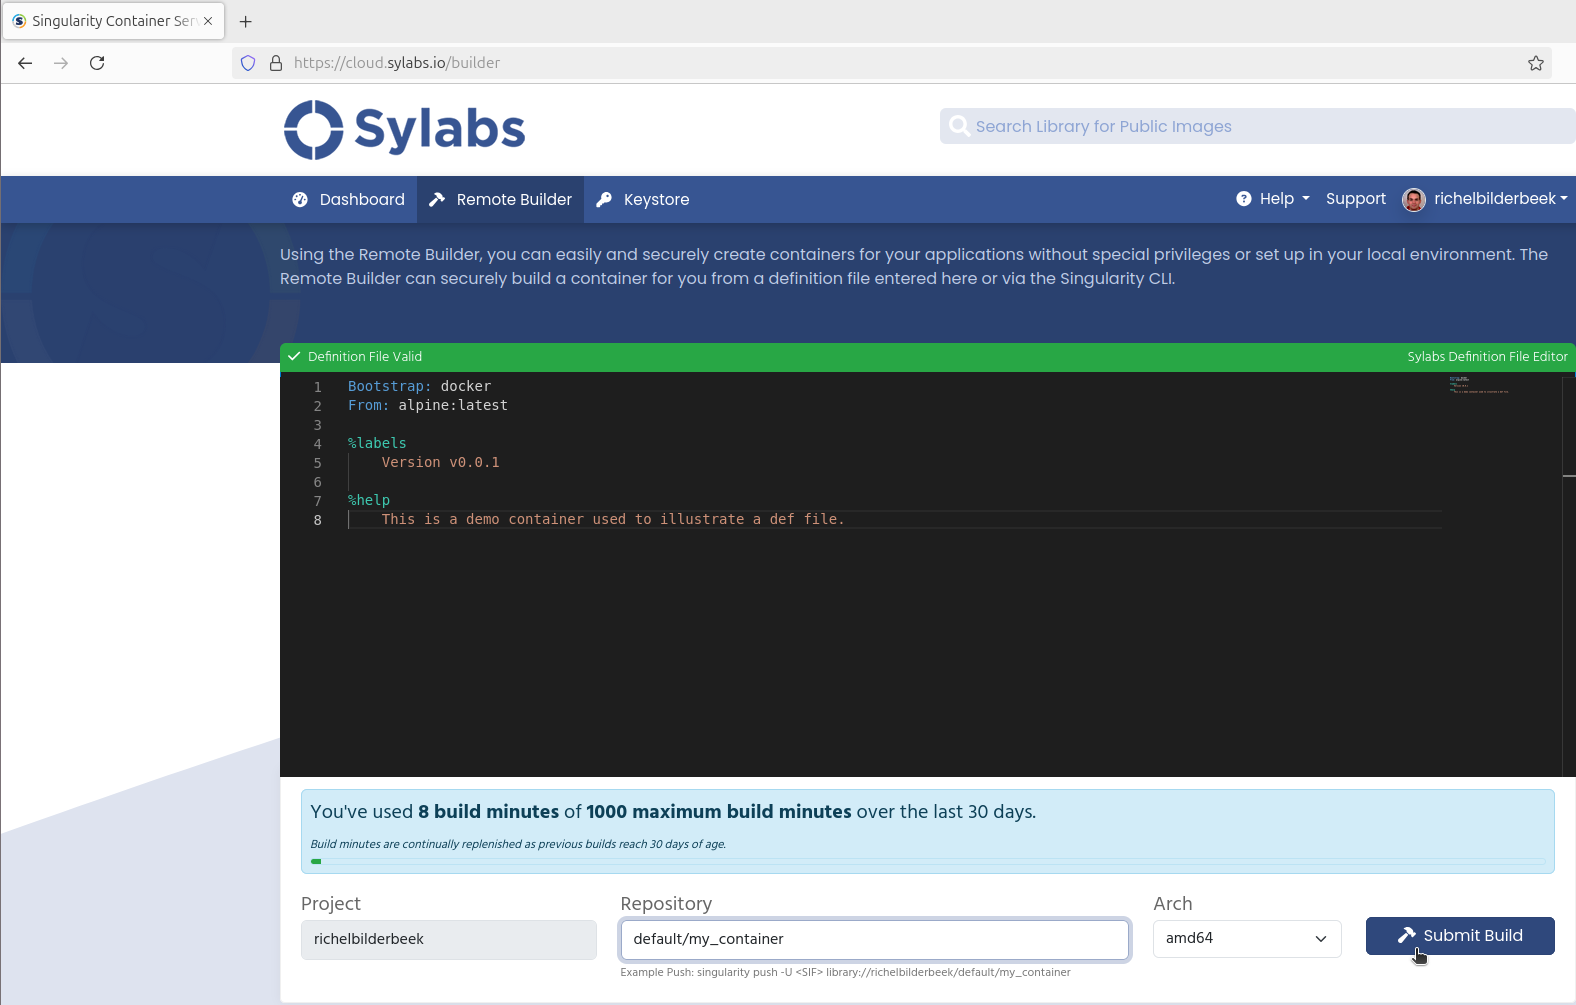 Singularity Container Ser
https://cloud.sylabs.io/builder
Sylabs
Search Library for Public Images
Dashboard
Remote Builder
Keystore
Help
Support
richelbilderbeek
Using the Remote Builder, you can easily and securely create containers for your applications without special privileges or set up in your local environment. The
Remote Builder can securely build a container for you from a definition file entered here or via the Singularity CLI.
Definition File Valid
Sylabs Definition File Editor
1 Bootstrap: docker
2 From: alpine:latest
3
4 %labels
5 Version v0.0.1
6
7 %help
8 This is a demo container used to illustrate a def file.
You've used 8 build minutes of 1000 maximum build minutes over the last 30 days.
Build minutes are continually replenished as previous builds reach 30 days of age.
Project
Repository
Arch
richelbilderbeek
default/my_container
amd64
Submit Build
Example Push: singularity push -U <SIF> library://richelbilderbeek/default/my_container